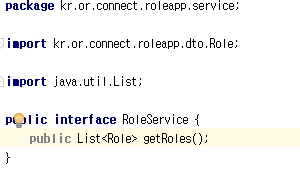 package kr.or.connect.roleapp.service;
import kr.or.connect.roleapp.dto.Role;
import java.util.List;
public interface RoleService {
public List<Role> getRoles();
}